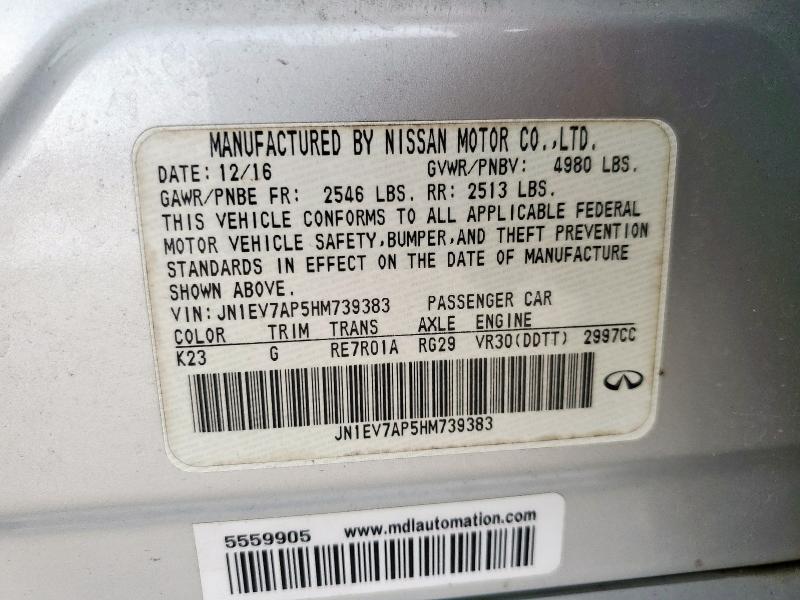 MANUFACTURED BY NISSAN MOTOR CO.,LTD.
DATE: 12/16 GVWR/PNBV: 4980 LBS.
GAWR/PNBE FR: 2546 LBS. RR: 2513 LBS.
THIS VEHICLE CONFORMS TO ALL APPLICABLE FEDERAL
MOTOR VEHICLE SAFETY,BUMPER,AND THEFT PREVENTION
STANDARDS IN EFFECT ON THE DATE OF MANUFACTURE
SHOWN ABOVE.
VIN: JN1EV7AP5HM739383 PASSENGER CAR
COLOR TRIM TRANS AXLE ENGINE
K23 G RE7R01A RG29 VR30(DDTT) 2997CC
JN1EV7AP5HM739383
5559905 www.mdlautomation.com